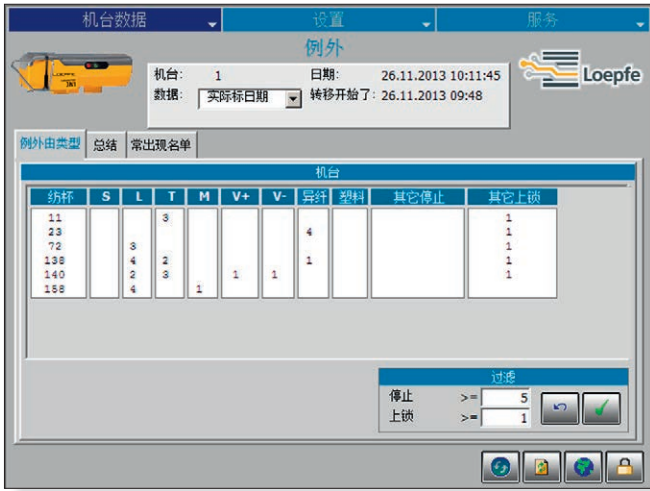 机台数据 设置 服务
例外
LOEPFE
3N1
机台: 1 日期: 26.11.2013 10:11:45
数据: 实际标日期 转移开始了: 26.11.2013 09:48
Loepfe
例外由类型 总结 常出现名单
机台
纺杯 S L T M V+ V- 异纤 塑料 其它停止 其它上锁
11 3 1
23 4 1
72 3 1
138 4 2 1 1
140 2 3 1 1 1
158 4 1
过滤
停止 >= 5
上锁 >= 1